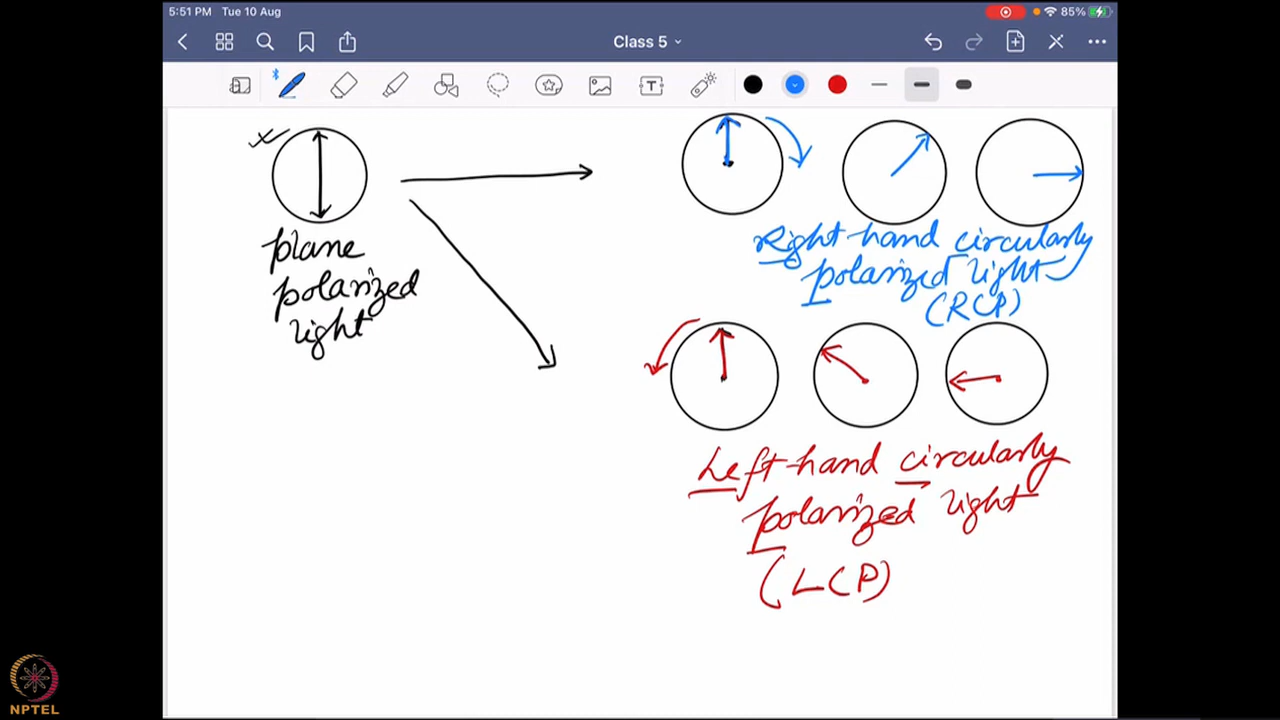 5:51 PM Tue 10 Aug
85%
Class 5
T
plane
polarized
light
Right-hand circularly
polarized light
(RCP)
Left-hand circularly
polarized light
(LCP)
NPTEL